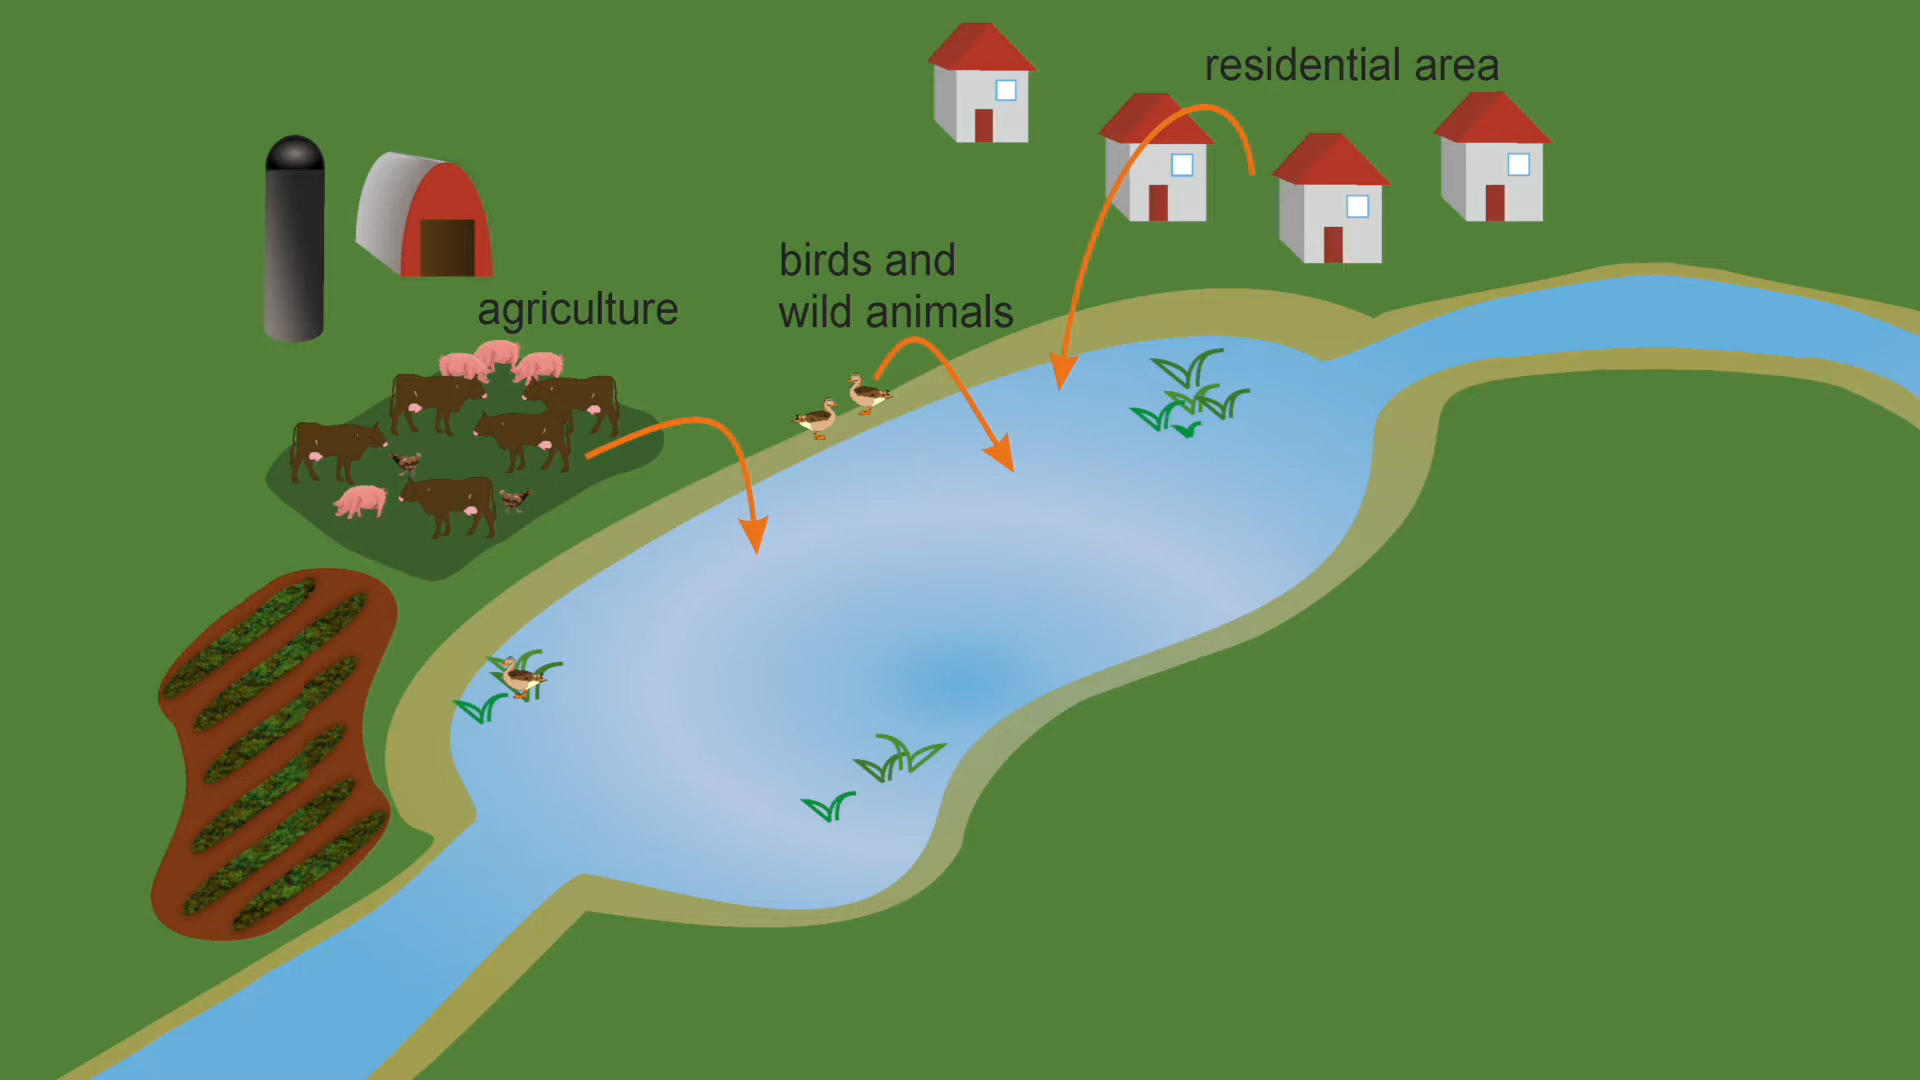 residential area
birds and
wild animals
agriculture